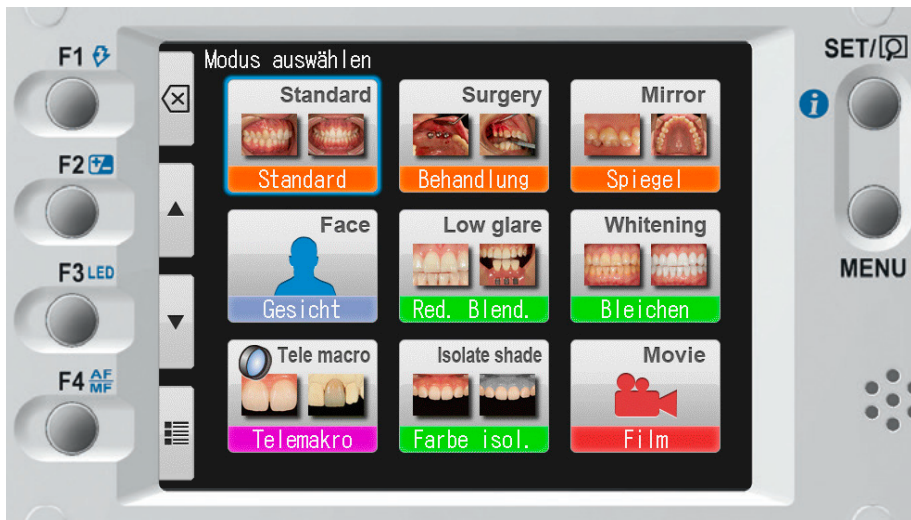 F1
F2
F3 LED
F4 AF
MF
SET/
MENU
Modus auswählen
Standard
Standard
Surgery
Behandlung
Mirror
Spiegel
Face
Gesicht
Low glare
Red. Blend.
Whitening
Bleichen
Tele macro
Telemakro
Isolate shade
Farbe isol.
Movie
Film